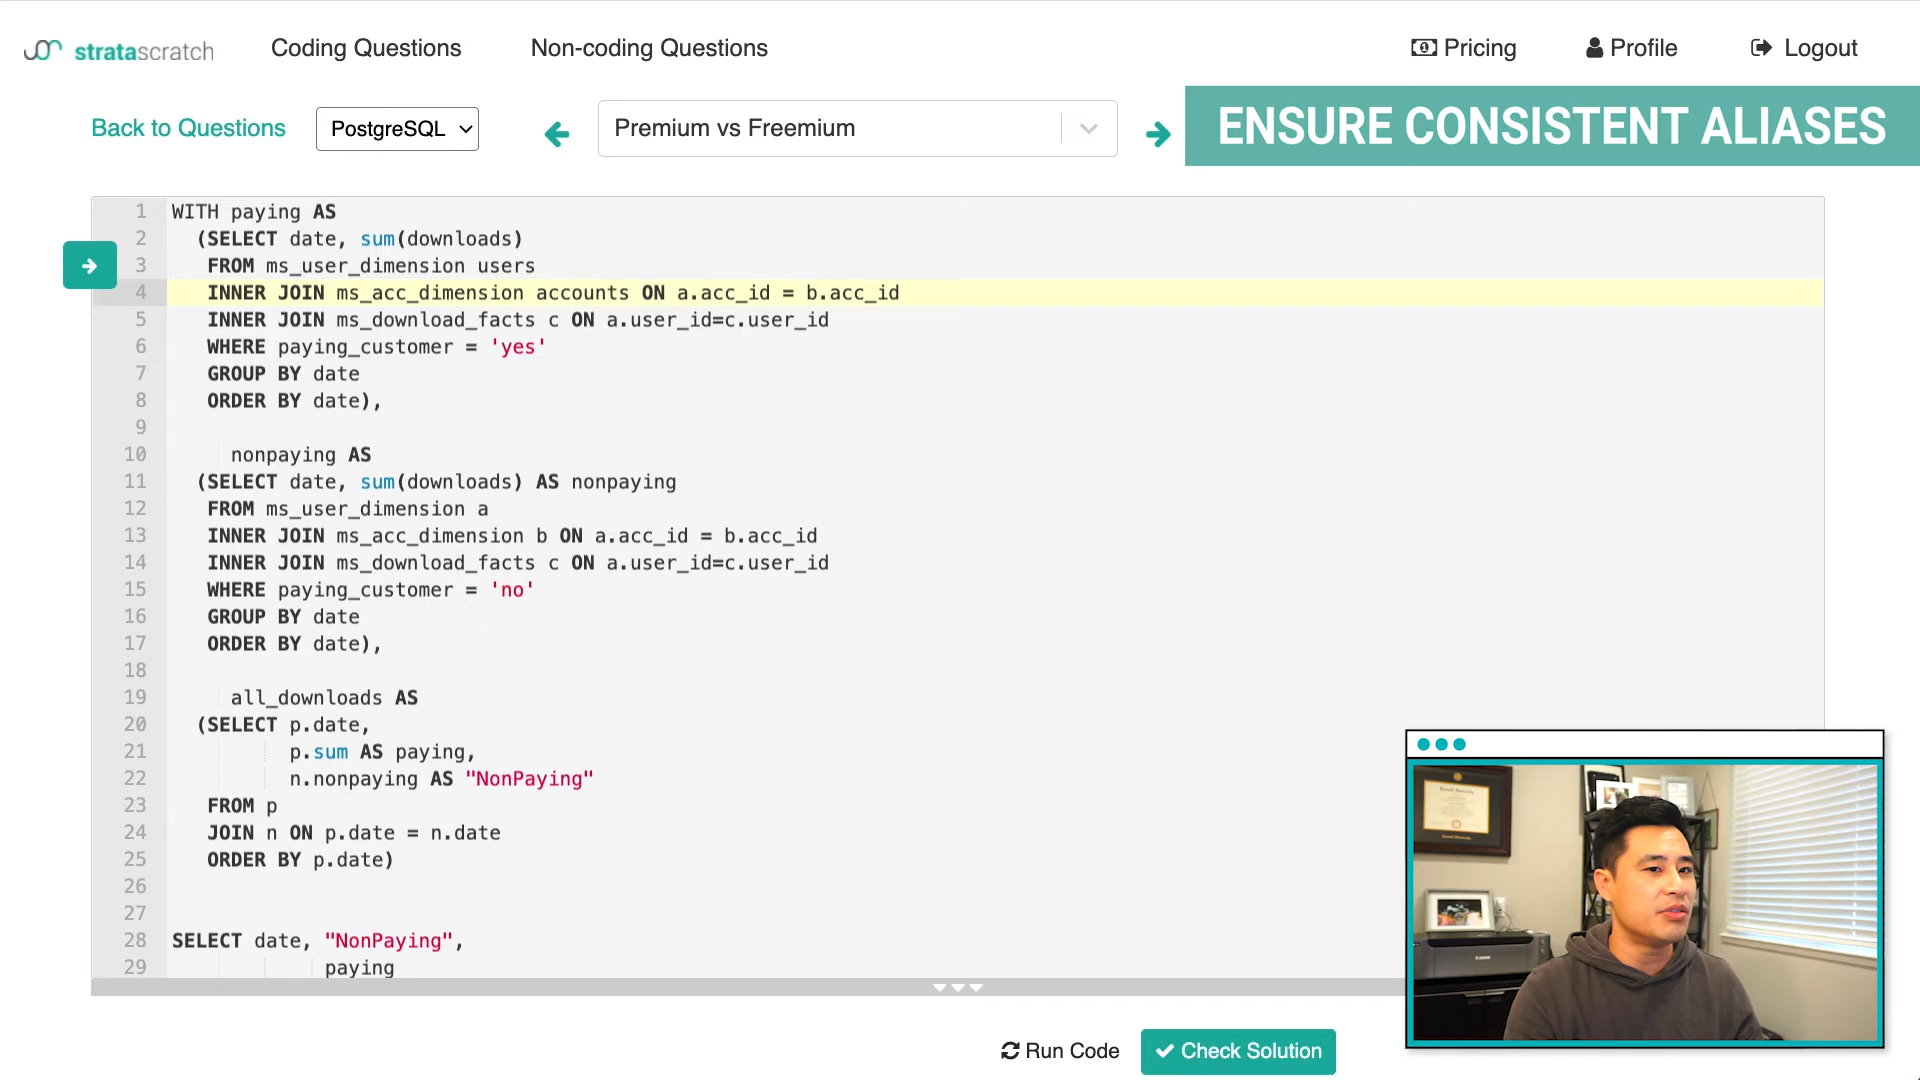 stratascratch
Coding Questions
Non-coding Questions
Pricing
Profile
Logout
Back to Questions
PostgreSQL
Premium vs Freemium
ENSURE CONSISTENT ALIASES
1 WITH paying AS
2 (SELECT date, sum(downloads)
3 FROM ms_user_dimension users
4 INNER JOIN ms_acc_dimension accounts ON a.acc_id = b.acc_id
5 INNER JOIN ms_download_facts c ON a.user_id=c.user_id
6 WHERE paying_customer = 'yes'
7 GROUP BY date
8 ORDER BY date),
9
10 nonpaying AS
11 (SELECT date, sum(downloads) AS nonpaying
12 FROM ms_user_dimension a
13 INNER JOIN ms_acc_dimension b ON a.acc_id = b.acc_id
14 INNER JOIN ms_download_facts c ON a.user_id=c.user_id
15 WHERE paying_customer = 'no'
16 GROUP BY date
17 ORDER BY date),
18
19 all_downloads AS
20 (SELECT p.date,
21 p.sum AS paying,
22 n.nonpaying AS "NonPaying"
23 FROM p
24 JOIN n ON p.date = n.date
25 ORDER BY p.date)
26
27
28 SELECT date, "NonPaying",
29 paying
Run Code
Check Solution